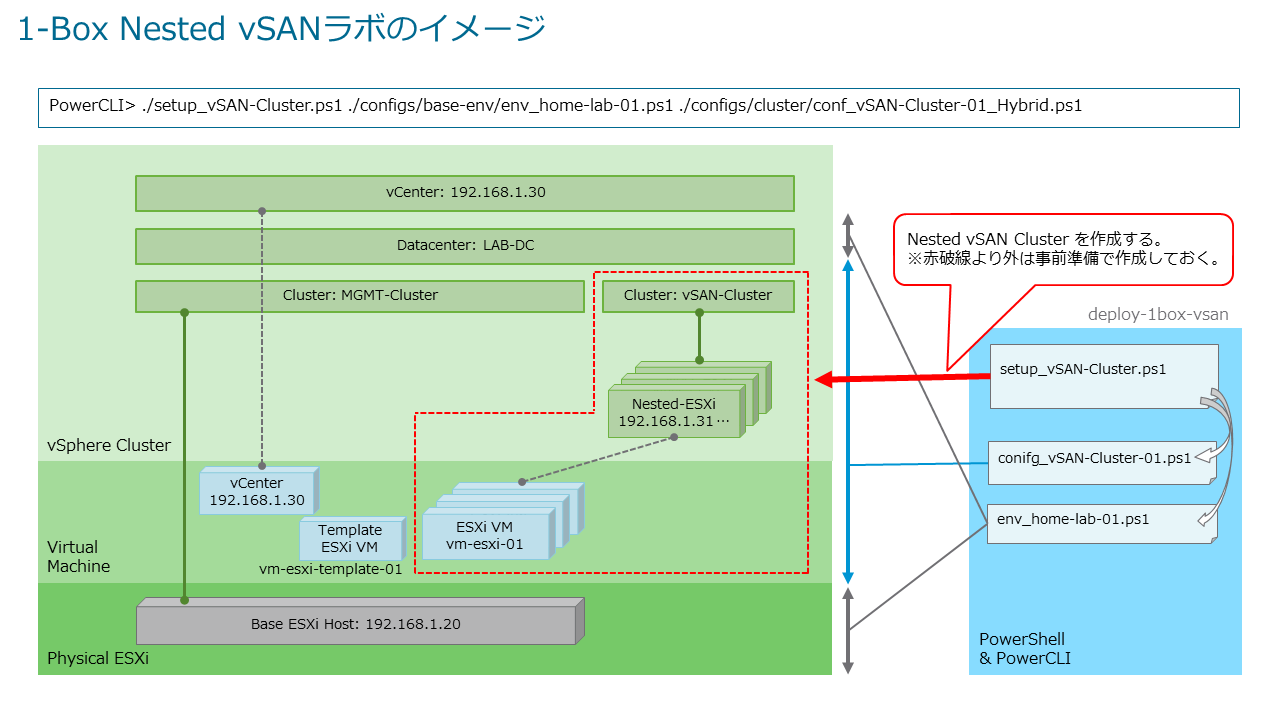 1-Box Nested vSANラボのイメージ
PowerCLI> ./setup_vSAN-Cluster.ps1 ./configs/base-env/env_home-lab-01.ps1 ./configs/cluster/conf_vSAN-Cluster-01_Hybrid.ps1
vCenter: 192.168.1.30
Datacenter: LAB-DC
Cluster: MGMT-Cluster
Cluster: vSAN-Cluster
Nested-ESXi
192.168.1.31…
vSphere Cluster
vCenter
192.168.1.30
Template
ESXi VM
vm-esxi-template-01
ESXi VM
vm-esxi-01
Virtual
Machine
Base ESXi Host: 192.168.1.20
Physical ESXi
Nested vSAN Cluster を作成する。
※赤破線より外は事前準備で作成しておく。
deploy-1box-vsan
setup_vSAN-Cluster.ps1
conifg_vSAN-Cluster-01.ps1
env_home-lab-01.ps1
PowerShell
& PowerCLI